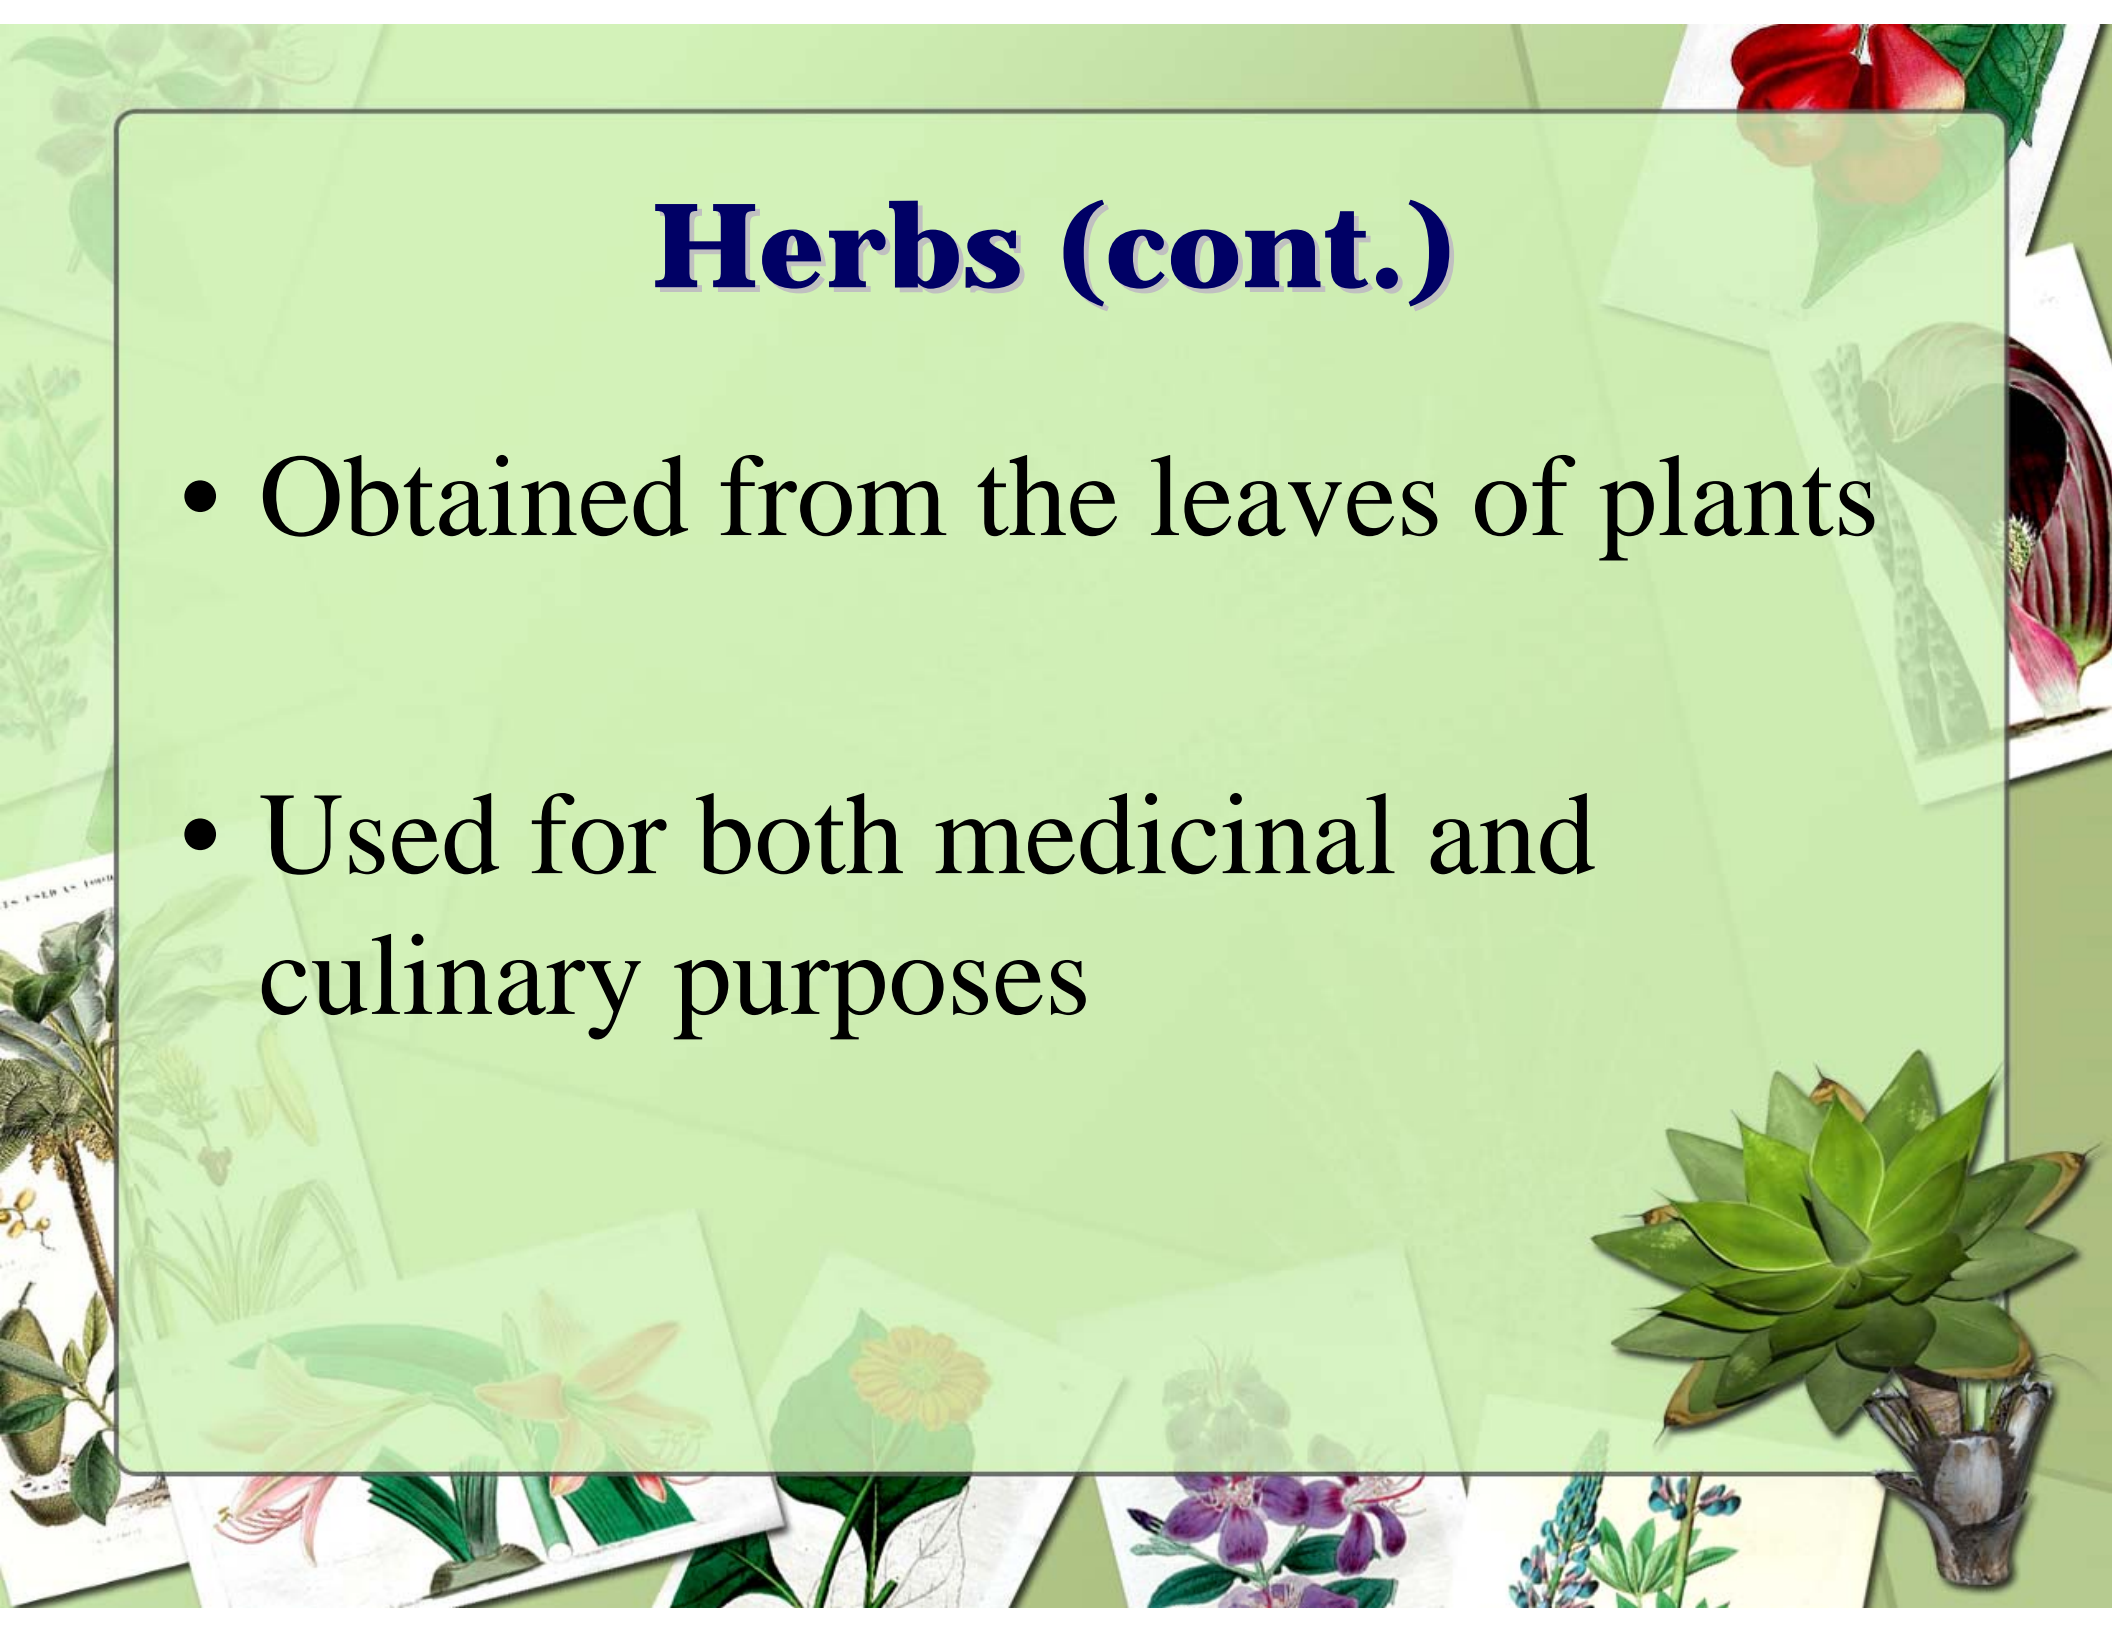 Herbs (cont.)
• Obtained from the leaves of plants
• Used for both medicinal and
culinary purposes